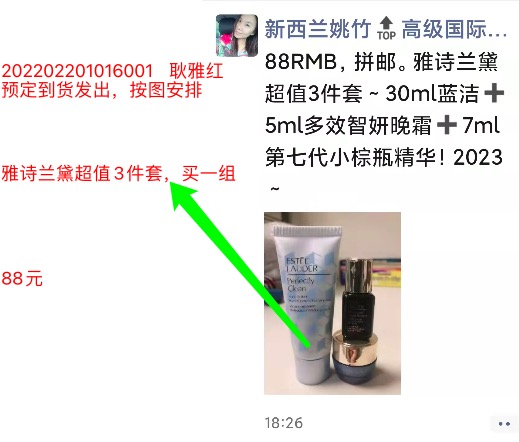 202202201016001 耿雅红
预定到货发出，按图安排
雅诗兰黛超值3件套，买一组
88元
新西兰姚竹🔝高级国际...
88RMB，拼邮。雅诗兰黛
超值3件套～30ml蓝洁➕
5ml多效智妍晚霜➕7ml
第七代小棕瓶精华！2023
～
ESTĒE
LAUDER
Perfectly
Clean
18:26